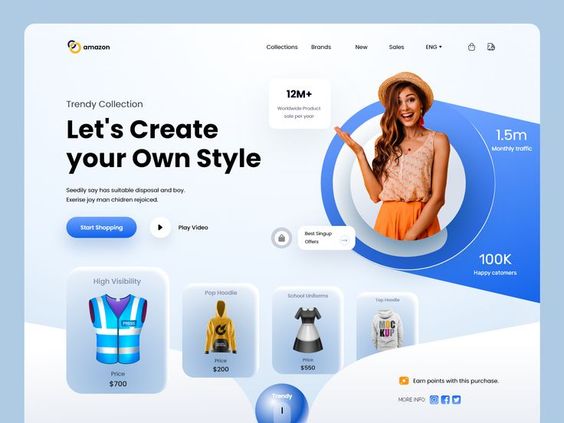 amazon
Collections Brands New Sales ENG
12M+
Worldwide Product
sale per year
Trendy Collection
Let's Create
your Own Style
1.5m
Monthly traffic
Seedily say has suitable disposal and boy.
Exerise joy man chidren rejoiced.
Start Shopping
Play Video
Best Singup
Offers
100K
Happy catomers
High Visibility
PRESS
Price
$700
Pop Hoodie
Price
$200
School Uniforms
Price
$550
Top Hoodie
MOCK
UP
Trendy
Earn points with this purchase.
MORE INFO: